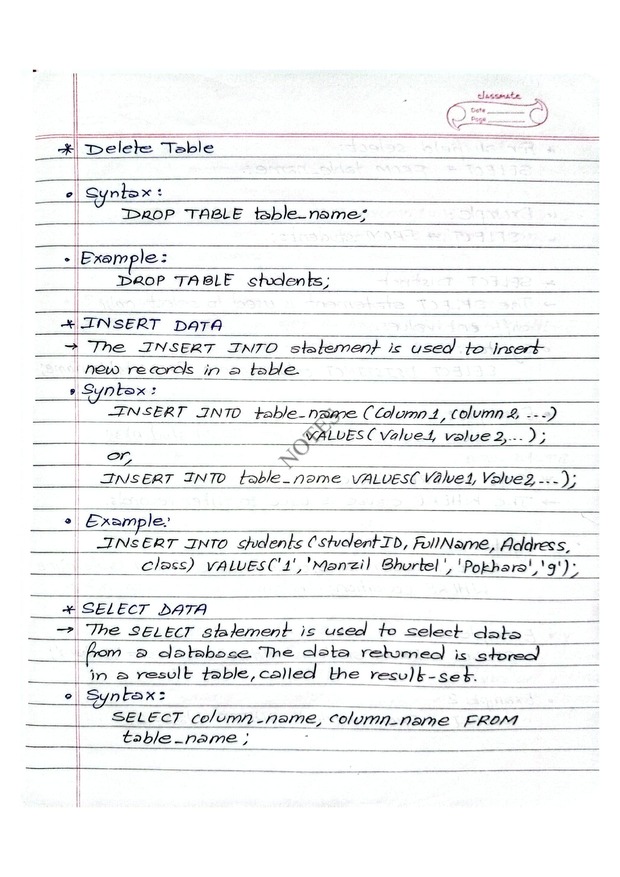 classmate
Date
Page
* Delete Table
• Syntax:
DROP TABLE table_name;
• Example:
DROP TABLE students;
* INSERT DATA
→ The INSERT INTO statement is used to insert
new records in a table.
• Syntax:
INSERT INTO table_name (Column1, column2, ...)
VALUES(Value1, value2,...);
or,
INSERT INTO table_name VALUES(Value1, Value2,...);
NOTES
• Example:
INSERT INTO students (studentID, FullName, Address,
class) VALUES('1','Manzil Bhurtel','Pokhara','9');
* SELECT DATA
→ The SELECT statement is used to select data
from a database. The data returned is stored
in a result table, called the result-set.
• Syntax:
SELECT column_name, column_name FROM
table_name;